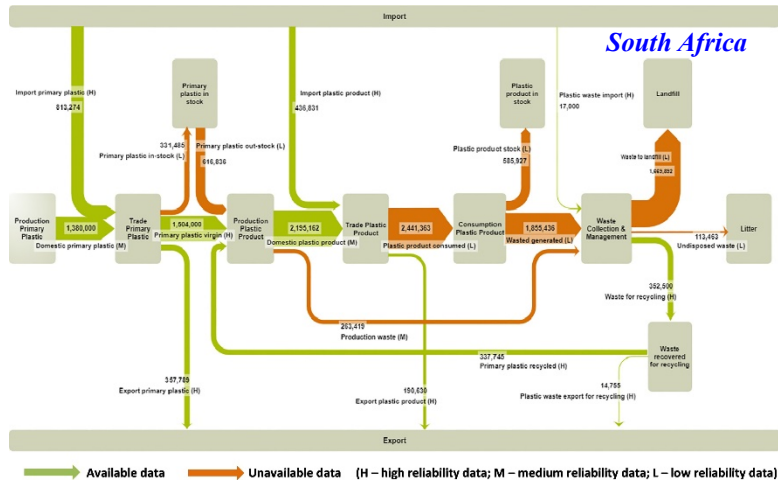 Import
South Africa
Import primary plastic (H)
813,274
Primary
plastic in
stock
Import plastic product (H)
436,831
Plastic
product in
stock
Plastic waste import (H)
17,000
Landfill
331,485
Primary plastic in-stock (L)
Primary plastic out-stock (L)
616,836
Plastic product stock (L)
585,927
Waste to landfill (L)
Production
Primary
Plastic
1,380,000
Domestic primary plastic (M)
Trade
Primary
Plastic
1,504,000
Primary plastic virgin (H)
Production
Plastic
Product
2,195,162
Domestic plastic product (M)
Trade Plastic
Product
2,441,363
Plastic product consumed (L)
Consumption
Plastic Product
1,855,436
Wasted generated (L)
Waste
Collection &
Management
113,463
Undisposed waste (L)
Litter
352,500
Waste for recycling (H)
263,419
Production waste (M)
337,745
Primary plastic recycled (H)
Waste
recovered
for recycling
357,789
Export primary plastic (H)
190,630
Export plastic product (H)
14,755
Plastic waste export for recycling (H)
Export
Available data
Unavailable data
(H – high reliability data; M – medium reliability data; L – low reliability data)